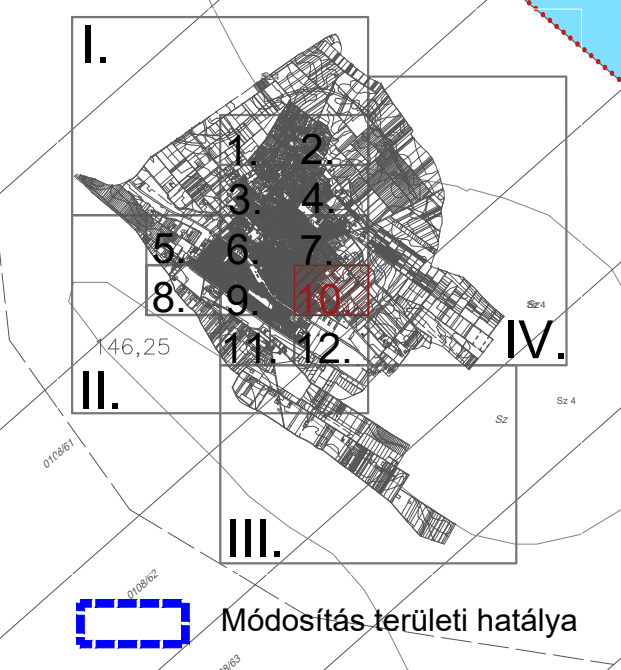 I.
1. 2.
3. 4.
5. 6. 7.
8. 9. 10.
Sz 4
146,25 11. 12. IV.
II.
Sz 4
Sz
0108/61
III.
0108/62
Módosítás területi hatálya